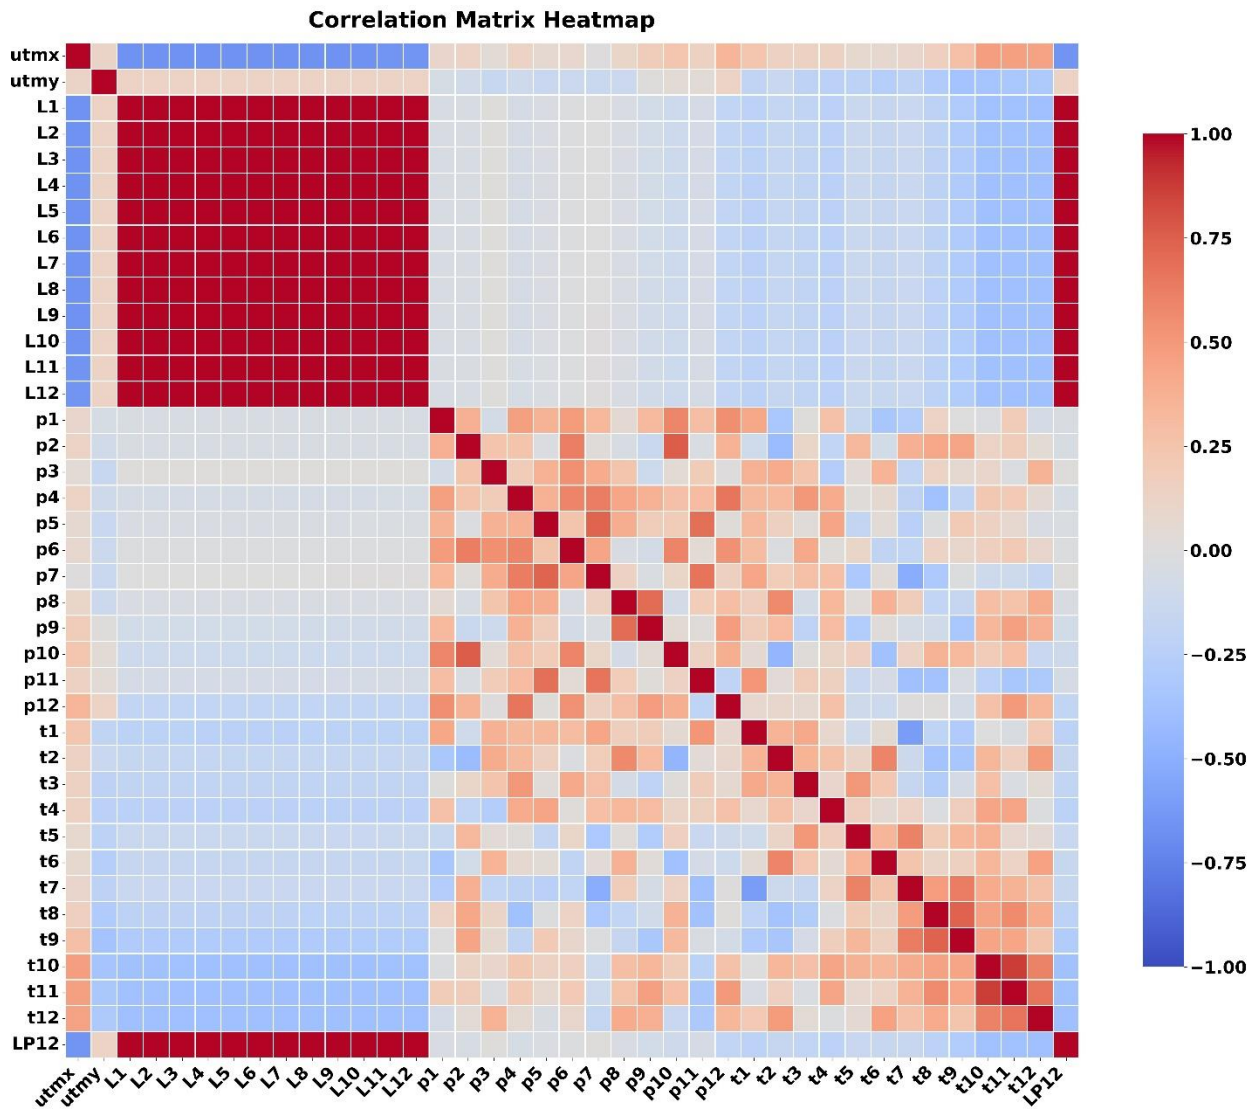 Correlation Matrix Heatmap
utmx
utmy
L1
L2
L3
L4
L5
L6
L7
L8
L9
L10
L11
L12
p1
p2
p3
p4
p5
p6
p7
p8
p9
p10
p11
p12
t1
t2
t3
t4
t5
t6
t7
t8
t9
t10
t11
t12
LP12
utmx utmy L1 L2 L3 L4 L5 L6 L7 L8 L9 L10 L11 L12 p1 p2 p3 p4 p5 p6 p7 p8 p9 p10 p11 p12 t1 t2 t3 t4 t5 t6 t7 t8 t9 t10 t11 t12 LP12
1.00
0.75
0.50
0.25
0.00
−0.25
−0.50
−0.75
−1.00